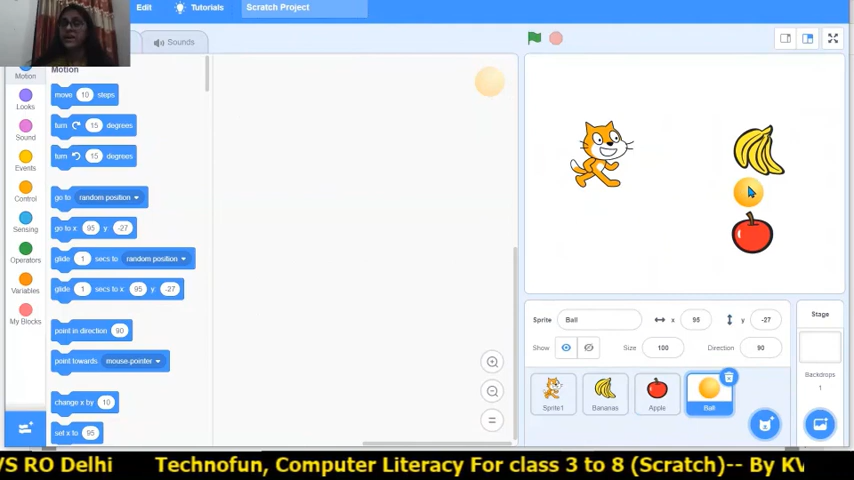 Edit Tutorials Scratch Project
Sounds
Motion
Motion
move 10 steps
Looks
turn 15 degrees
Sound
turn 15 degrees
Events
Control
go to random position
Sensing
go to x: 95 y: -27
Operators
glide 1 secs to random position
Variables
glide 1 secs to x: 95 y: -27
My Blocks
point in direction 90
point towards mouse-pointer
change x by 10
set x to 95
Sprite Ball x 95 y -27
Show Size 100 Direction 90
Sprite1 Bananas Apple Ball
Stage
Backdrops
1
VS RO Delhi Technofun, Computer Literacy For class 3 to 8 (Scratch)-- By KV